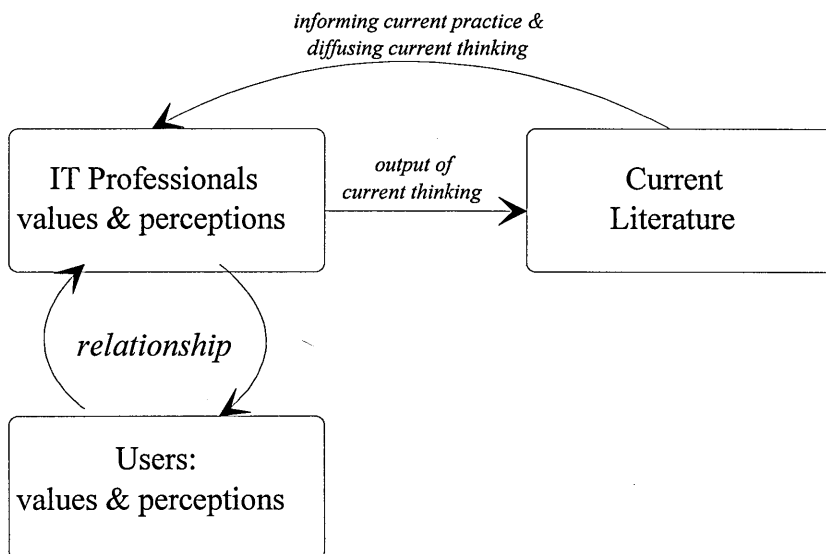 informing current practice &
diffusing current thinking
IT Professionals
values & perceptions
output of
current thinking
Current
Literature
relationship
Users:
values & perceptions